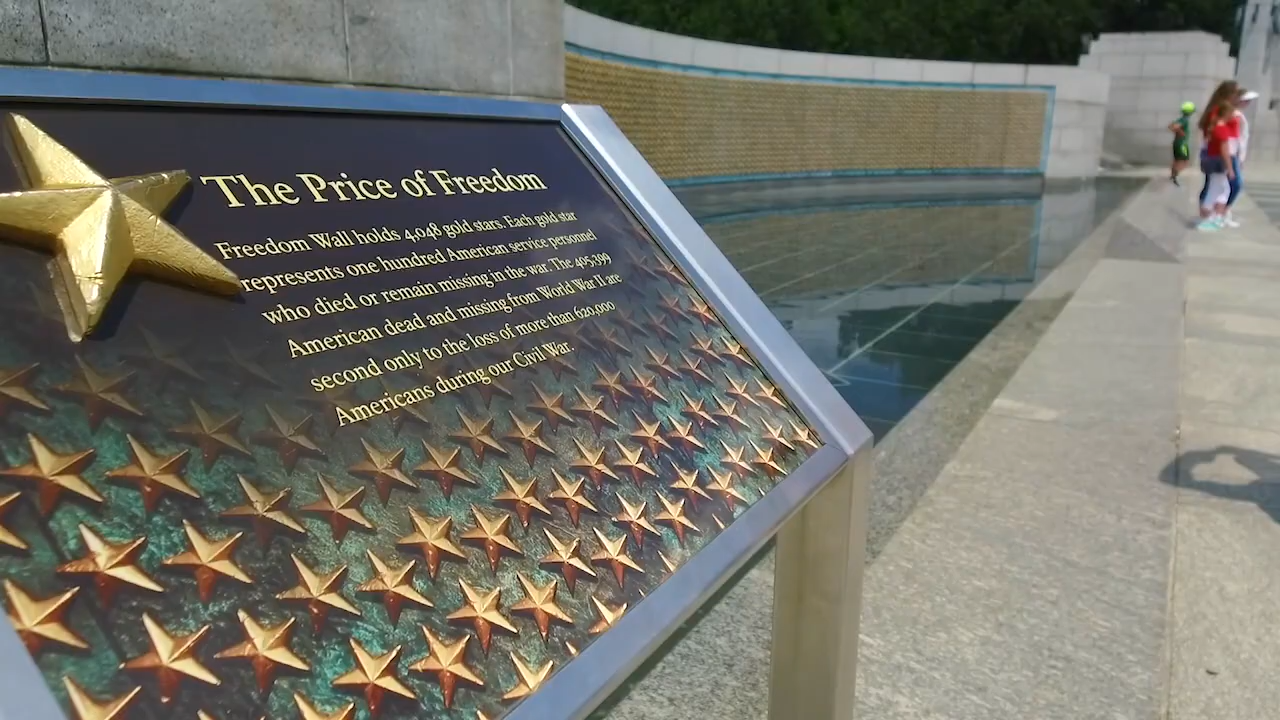 The Price of Freedom
Freedom Wall holds 4,048 gold stars. Each gold star
represents one hundred American service personnel
who died or remain missing in the war. The 405,399
American dead and missing from World War II are
second only to the loss of more than 620,000
Americans during our Civil War.